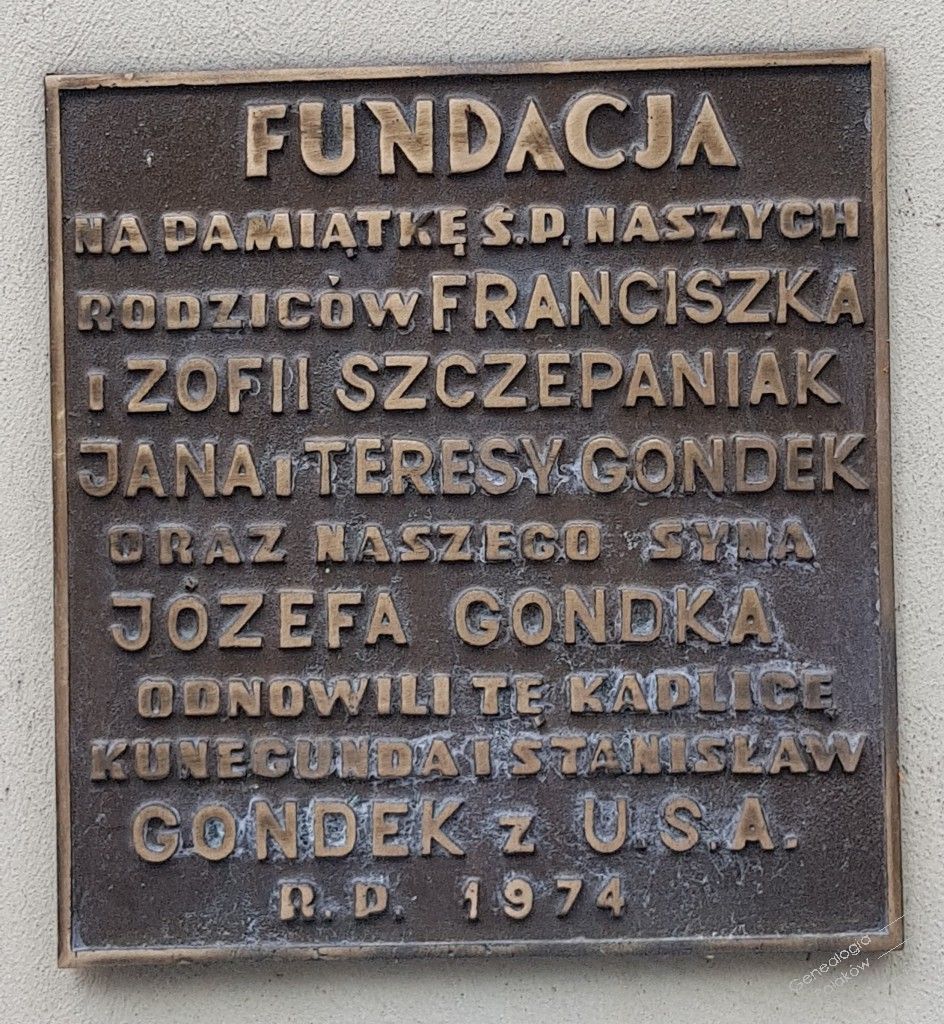 FUNDACJA
NA PAMIĄTKĘ Ś.P. NASZYCH
RODZICÓW FRANCISZKA
I ZOFII SZCZEPANIAK
JANA I TERESY GONDEK
ORAZ NASZEGO SYNA
JÓZEFA GONDKA
ODNOWILI TĘ KAPLICĘ
KUNEGUNDA I STANISŁAW
GONDEK z U.S.A.
R.P. 1974
Genealogia